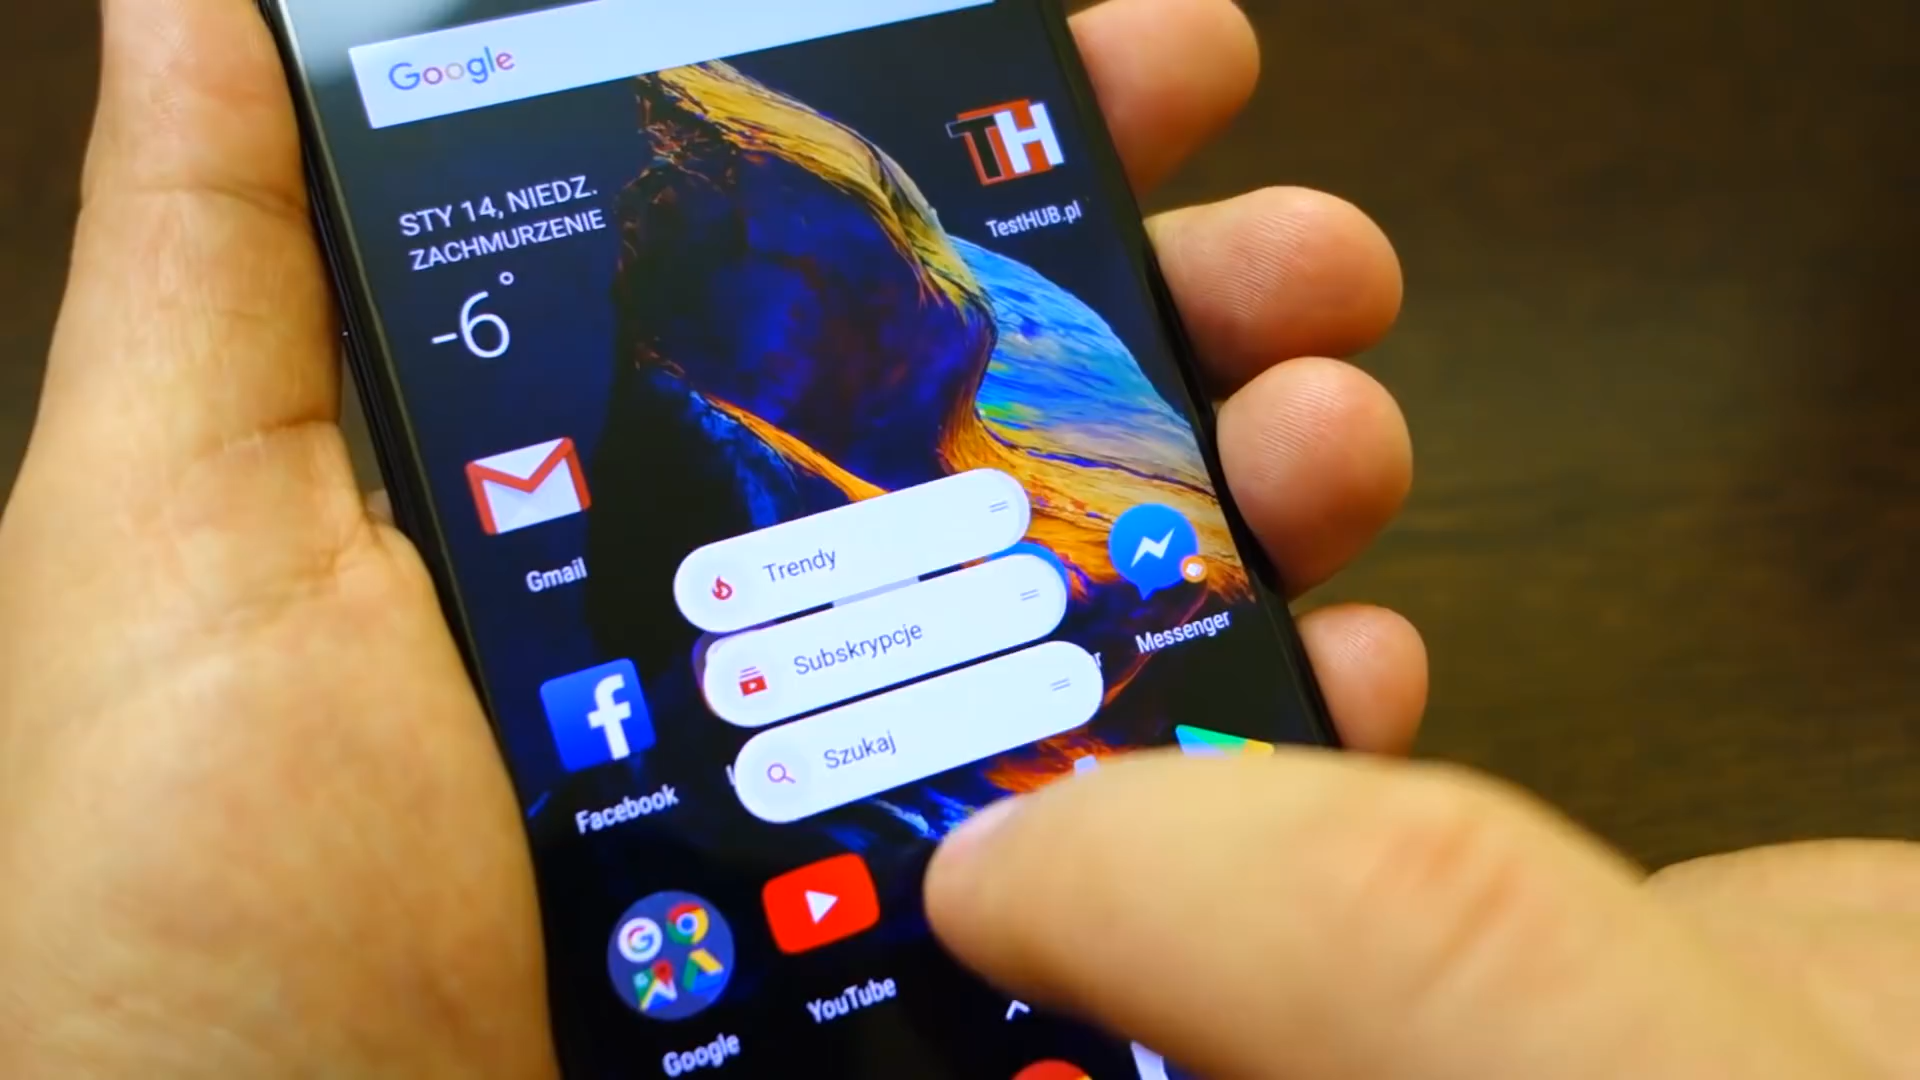 Google
TH
TestHUB.pl
STY 14, NIEDZ.
ZACHMURZENIE
-6°
Gmail
Trendy
Subskrypcje
Szukaj
Messenger
Facebook
YouTube
Google